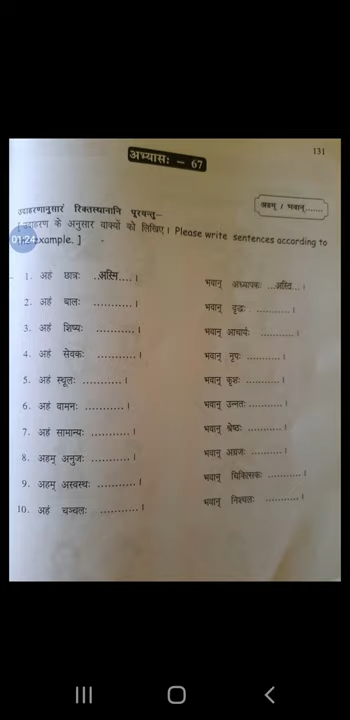 131
अभ्यासः - 67
अहम् / भवान्.......
उदाहरणानुसारं रिक्तस्थानानि पूरयन्तु-
[उदाहरण के अनुसार वाक्यों को लिखिए। Please write sentences according to
01:24 example. ]
1. अहं छात्रः ..अस्मि....। भवान् अध्यापकः ...अस्ति...।
2. अहं बालः ............। भवान् वृद्धः ...........।
3. अहं शिष्यः ...........। भवान् आचार्यः ...........।
4. अहं सेवकः ...........। भवान् नृपः ...........।
5. अहं स्थूलः ...........। भवान् कृशः ...........।
6. अहं वामनः ...........। भवान् उन्नतः...........।
7. अहं सामान्यः ...........। भवान् श्रेष्ठः ...........।
8. अहम् अनुजः ...........। भवान् अग्रजः ..........।
9. अहम् अस्वस्थः ...........। भवान् चिकित्सकः ..........।
10. अहं चञ्चलः ...........। भवान् निश्चलः ...........।